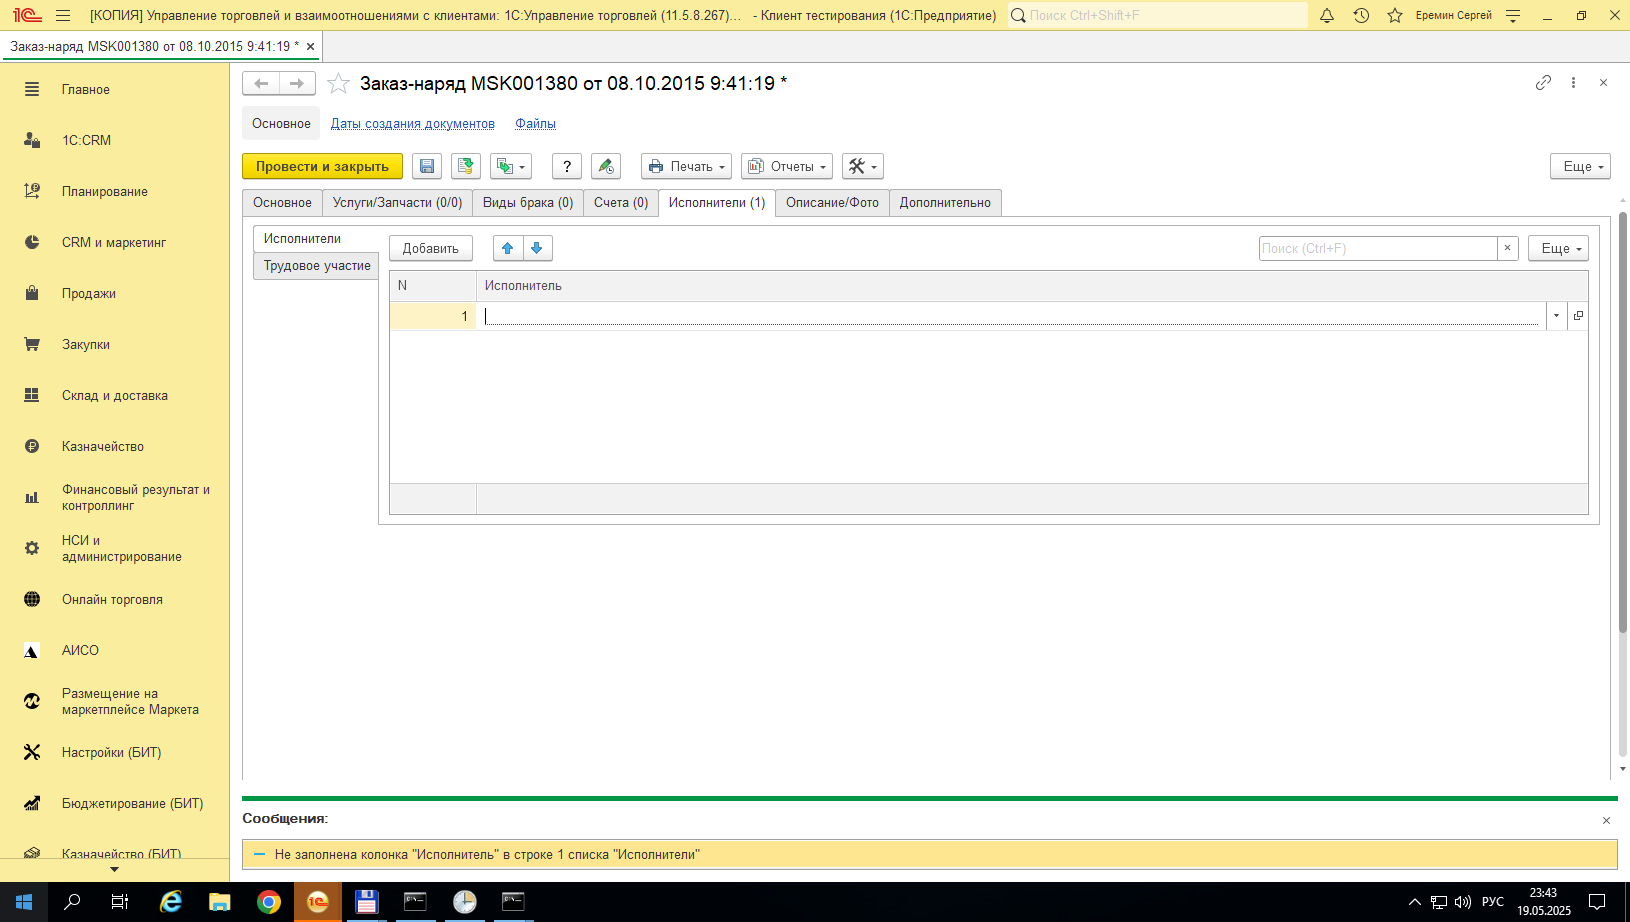 [КОПИЯ] Управление торговлей и взаимоотношениями с клиентами: 1С:Управление торговлей (11.5.8.267)... - Клиент тестирования (1С:Предприятие)
Поиск Ctrl+Shift+F
Еремин Сергей
Заказ-наряд MSK001380 от 08.10.2015 9:41:19 *
Главное
1C:CRM
Планирование
CRM и маркетинг
Продажи
Закупки
Склад и доставка
Казначейство
Финансовый результат и
контроллинг
НСИ и
администрирование
Онлайн торговля
АИСО
Размещение на
маркетплейсе Маркета
Настройки (БИТ)
Бюджетирование (БИТ)
Казначейство (БИТ)
Заказ-наряд MSK001380 от 08.10.2015 9:41:19 *
Основное Даты создания документов Файлы
Провести и закрыть ? Печать Отчеты Еще
Основное Услуги/Запчасти (0/0) Виды брака (0) Счета (0) Исполнители (1) Описание/Фото Дополнительно
Исполнители
Трудовое участие
Добавить Поиск (Ctrl+F) Еще
N Исполнитель
1
Сообщения:
Не заполнена колонка "Исполнитель" в строке 1 списка "Исполнители"
РУС
23:43
19.05.2025